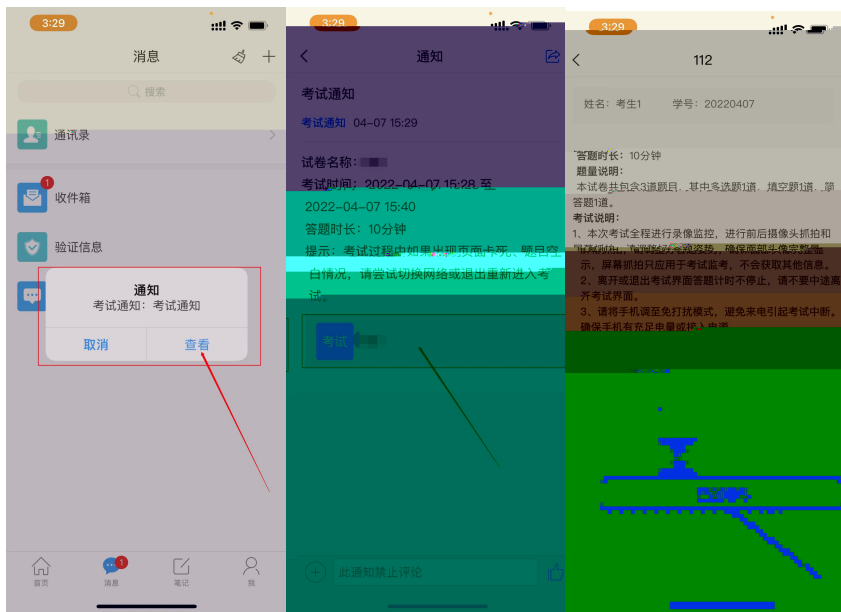 3:29
消息
搜索
通讯录
1
收件箱
验证信息
通知
考试通知：考试通知
取消
查看
首页
1
消息
笔记
我
3:29
通知
考试通知
考试通知 04-07 15:29
试卷名称：
考试时间：2022-04-07 15:28 至
2022-04-07 15:40
答题时长：10分钟
提示：考试过程中如果出现页面卡死、题目空
白情况，请尝试切换网络或退出重新进入考
试。
考试
此通知禁止评论
3:29
112
姓名：考生1 学号：20220407
答题时长：10分钟
题量说明：
本试卷共包含3道题目，其中多选题1道，填空题1道，简
答题1道。
考试说明：
1、本次考试全程进行录像监控，进行前后摄像头抓拍和
确保面部头像完整显
示，屏幕抓拍只应用于考试监考，不会获取其他信息。
2、离开或退出考试界面答题计时不停止，请不要中途离
开考试界面。
3、请将手机调至免打扰模式，避免来电引起考试中断。
确保手机有充足电量或接入电源